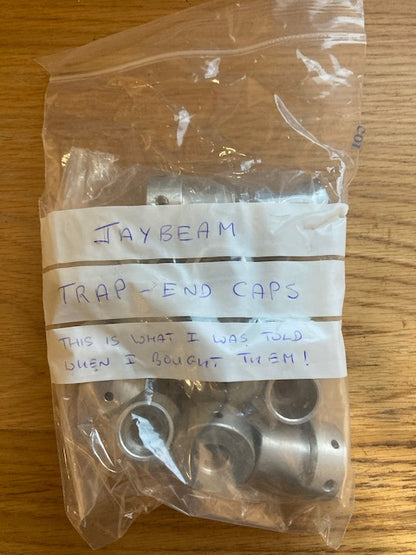 JAYBEAM
TRAP-END CAPS
THIS IS WHAT I WAS TOLD
WHEN I BOUGHT THEM!